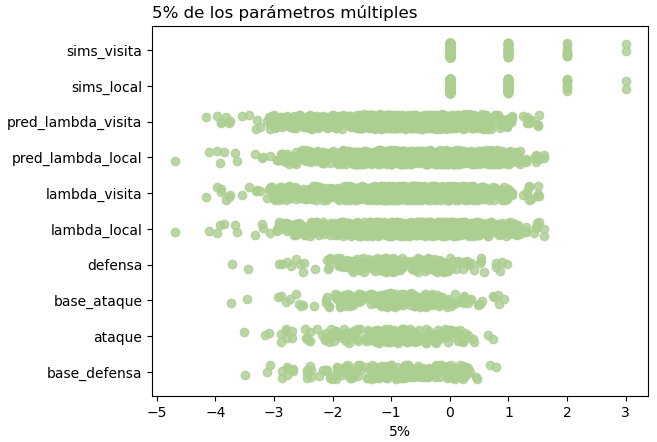 5% de los parámetros múltiples
sims_visita
sims_local
pred_lambda_visita
pred_lambda_local
lambda_visita
lambda_local
defensa
base_ataque
ataque
base_defensa
−5 −4 −3 −2 −1 0 1 2 3
5%